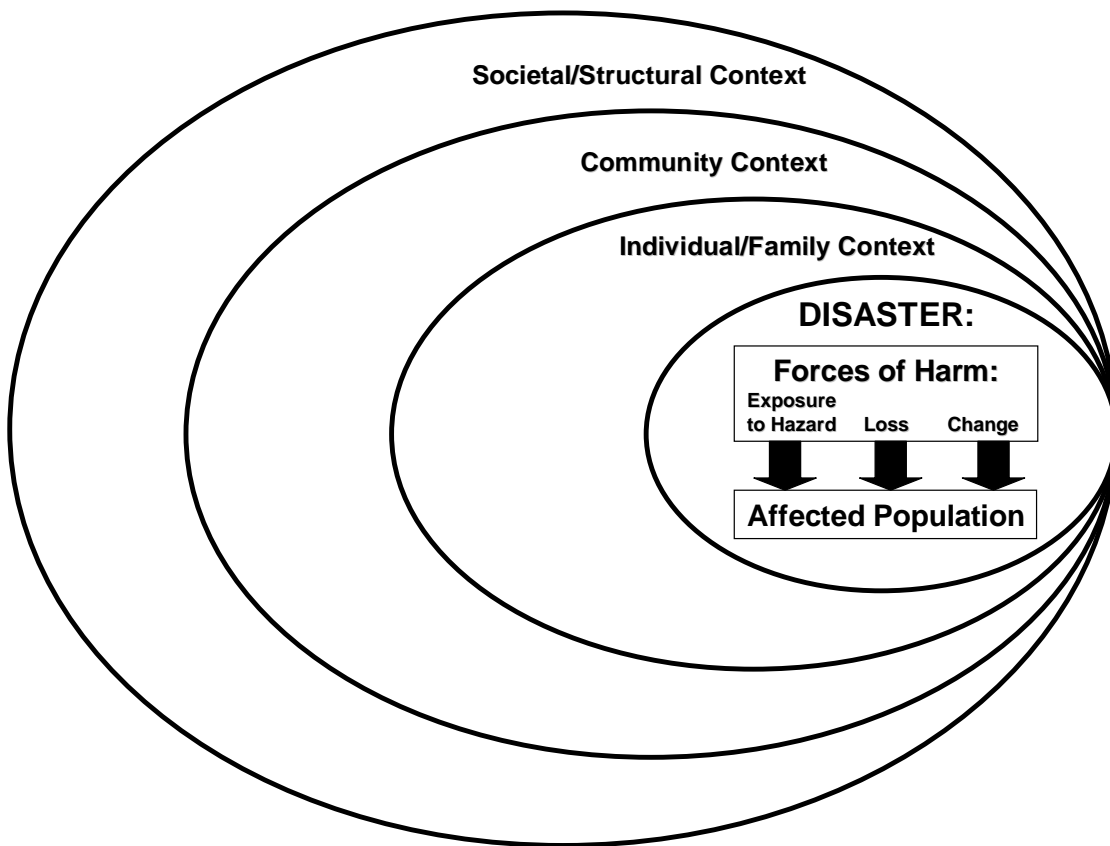 Societal/Structural Context
Community Context
Individual/Family Context
DISASTER:
Forces of Harm:
Exposure
to Hazard Loss Change
Affected Population